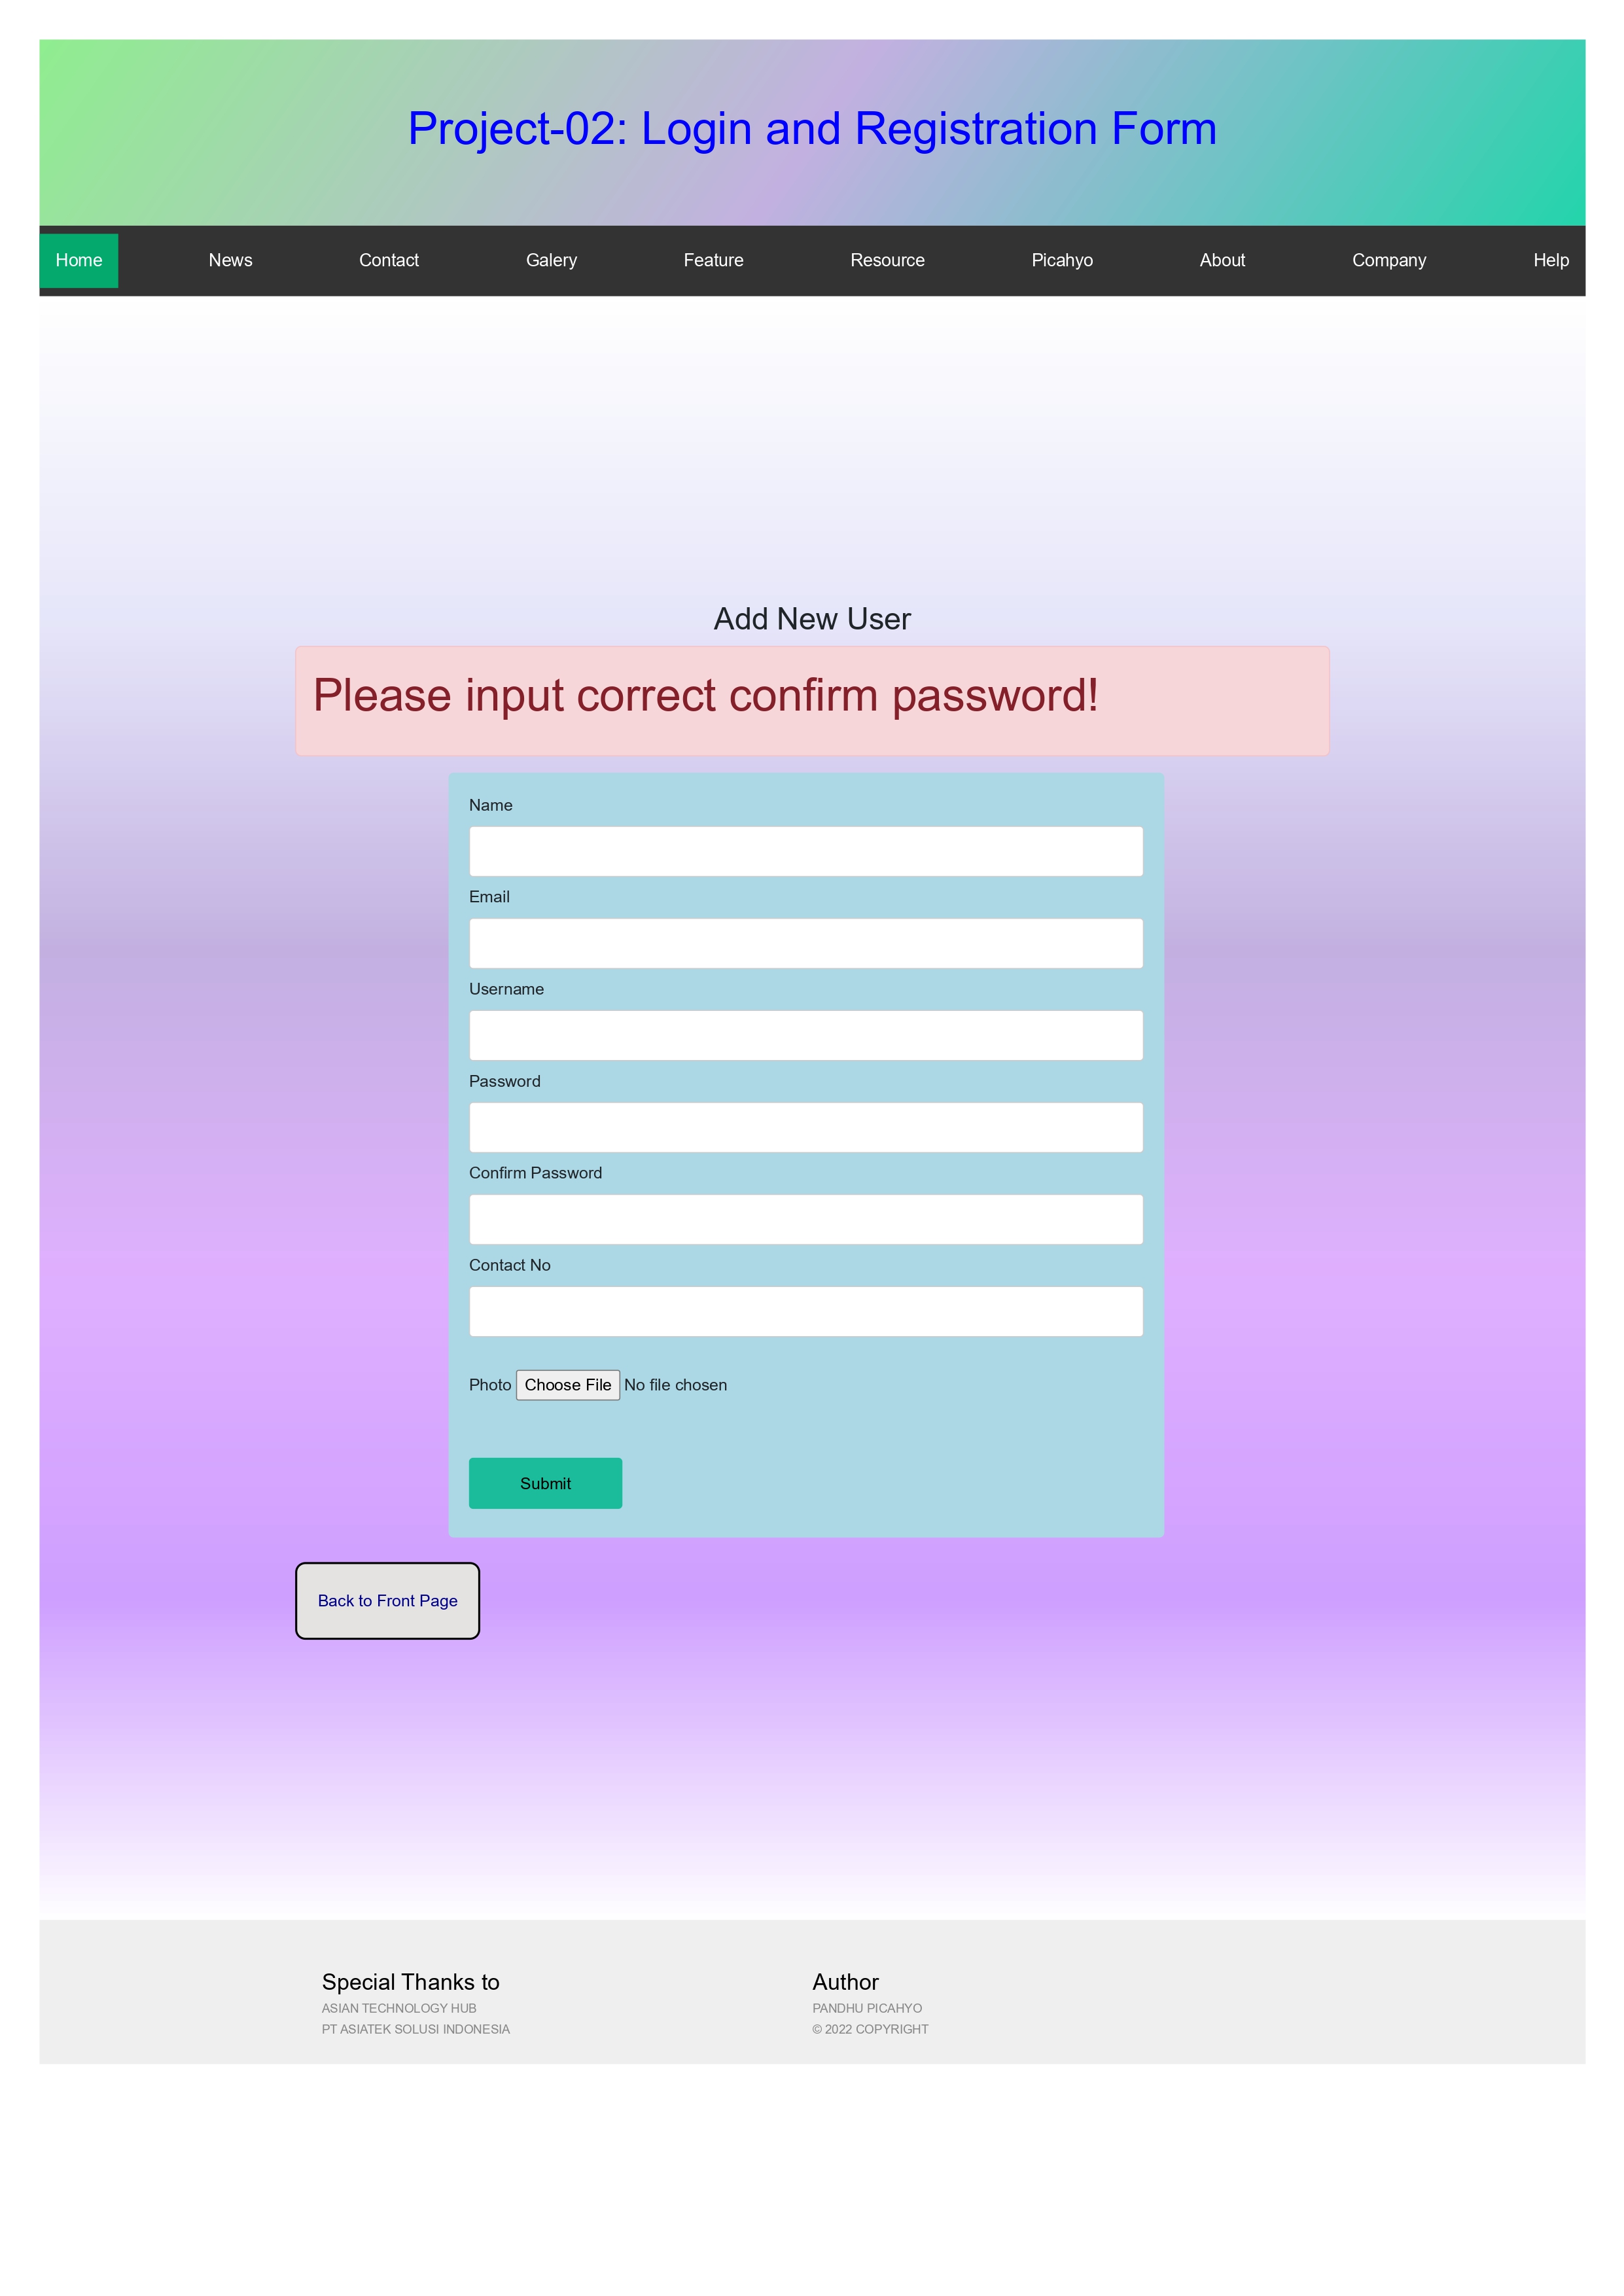 Project-02: Login and Registration Form
Home News Contact Galery Feature Resource Picahyo About Company Help
Add New User
Please input correct confirm password!
Name
Email
Username
Password
Confirm Password
Contact No
Photo Choose File No file chosen
Submit
Back to Front Page
Special Thanks to
ASIAN TECHNOLOGY HUB
PT ASIATEK SOLUSI INDONESIA
Author
PANDHU PICAHYO
© 2022 COPYRIGHT